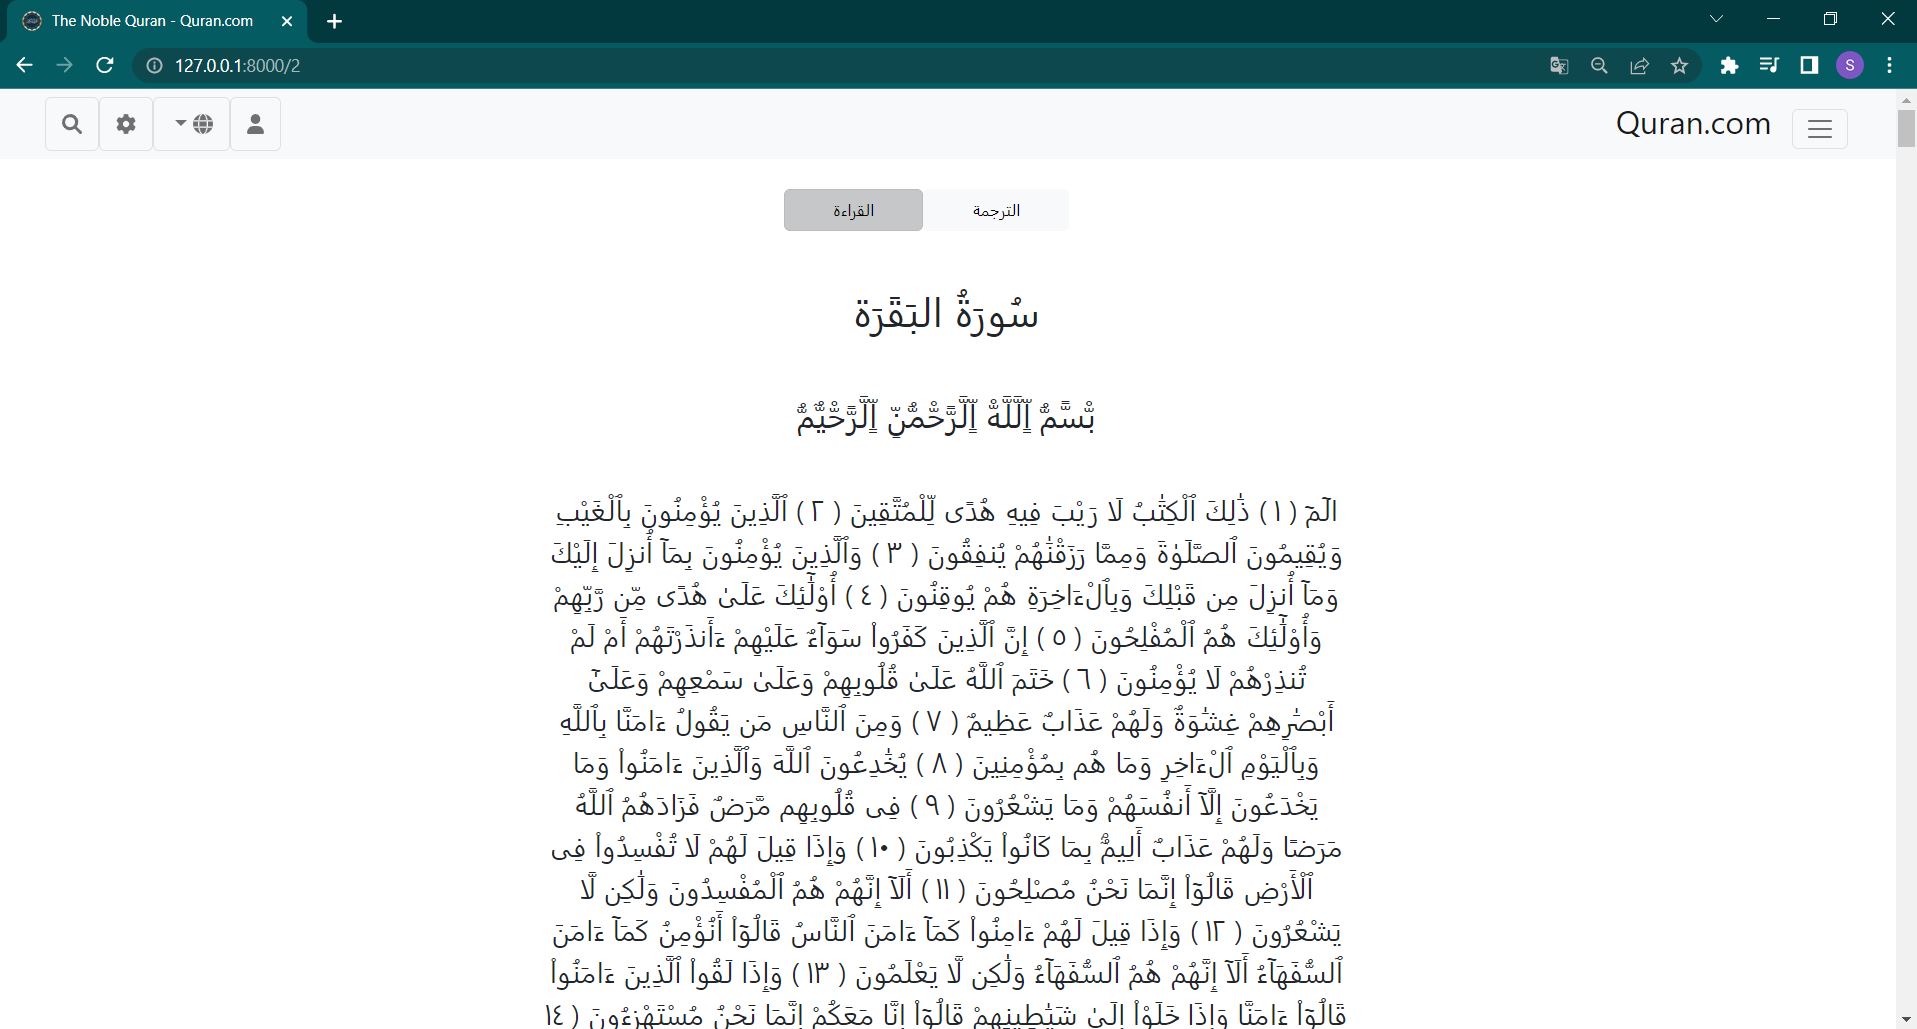 The Noble Quran - Quran.com
127.0.0.1:8000/2
S
Quran.com
القراءة
الترجمة
سُورَةُ البَقَرَة
الٓمٓ (١) ذَٰلِكَ ٱلْكِتَٰبُ لَا رَيْبَ فِيهِ هُدًى لِّلْمُتَّقِينَ (٢) ٱلَّذِينَ يُؤْمِنُونَ بِٱلْغَيْبِ
وَيُقِيمُونَ ٱلصَّلَوٰةَ وَمِمَّا رَزَقْنَٰهُمْ يُنفِقُونَ (٣) وَٱلَّذِينَ يُؤْمِنُونَ بِمَآ أُنزِلَ إِلَيْكَ
وَمَآ أُنزِلَ مِن قَبْلِكَ وَبِٱلْءَاخِرَةِ هُمْ يُوقِنُونَ (٤) أُو۟لَٰٓئِكَ عَلَىٰ هُدًى مِّن رَّبِّهِمْ
وَأُو۟لَٰٓئِكَ هُمُ ٱلْمُفْلِحُونَ (٥) إِنَّ ٱلَّذِينَ كَفَرُوا۟ سَوَآءٌ عَلَيْهِمْ ءَأَنذَرْتَهُمْ أَمْ لَمْ
تُنذِرْهُمْ لَا يُؤْمِنُونَ (٦) خَتَمَ ٱللَّهُ عَلَىٰ قُلُوبِهِمْ وَعَلَىٰ سَمْعِهِمْ وَعَلَىٰٓ
أَبْصَٰرِهِمْ غِشَٰوَةٌ وَلَهُمْ عَذَابٌ عَظِيمٌ (٧) وَمِنَ ٱلنَّاسِ مَن يَقُولُ ءَامَنَّا بِٱللَّهِ
وَبِٱلْيَوْمِ ٱلْءَاخِرِ وَمَا هُم بِمُؤْمِنِينَ (٨) يُخَٰدِعُونَ ٱللَّهَ وَٱلَّذِينَ ءَامَنُوا۟ وَمَا
يَخْدَعُونَ إِلَّآ أَنفُسَهُمْ وَمَا يَشْعُرُونَ (٩) فِى قُلُوبِهِم مَّرَضٌ فَزَادَهُمُ ٱللَّهُ
مَرَضًا وَلَهُمْ عَذَابٌ أَلِيمٌۢ بِمَا كَانُوا۟ يَكْذِبُونَ (١٠) وَإِذَا قِيلَ لَهُمْ لَا تُفْسِدُوا۟ فِى
ٱلْأَرْضِ قَالُوٓا۟ إِنَّمَا نَحْنُ مُصْلِحُونَ (١١) أَلَآ إِنَّهُمْ هُمُ ٱلْمُفْسِدُونَ وَلَٰكِن لَّا
يَشْعُرُونَ (١٢) وَإِذَا قِيلَ لَهُمْ ءَامِنُوا۟ كَمَآ ءَامَنَ ٱلنَّاسُ قَالُوٓا۟ أَنُؤْمِنُ كَمَآ ءَامَنَ
ٱلسُّفَهَآءُ أَلَآ إِنَّهُمْ هُمُ ٱلسُّفَهَآءُ وَلَٰكِن لَّا يَعْلَمُونَ (١٣) وَإِذَا لَقُوا۟ ٱلَّذِينَ ءَامَنُوا۟
قَالُوٓا۟ ءَامَنَّا وَإِذَا خَلَوْا۟ إِلَىٰ شَيَٰطِينِهِمْ قَالُوٓا۟ إِنَّا مَعَكُمْ إِنَّمَا نَحْنُ مُسْتَهْزِءُونَ (١٤